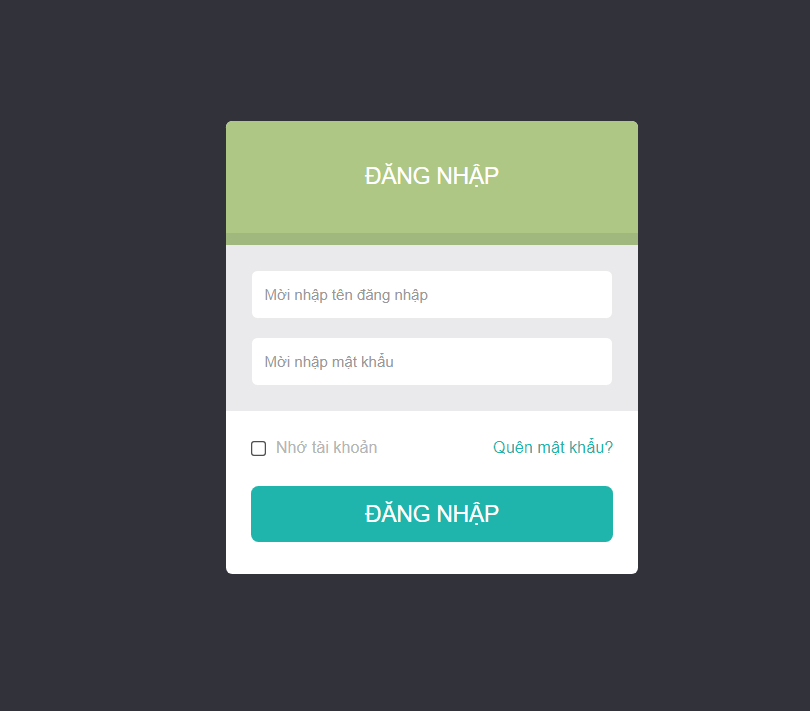 ĐĂNG NHẬP
Mời nhập tên đăng nhập
Mời nhập mật khẩu
Nhớ tài khoản Quên mật khẩu?
ĐĂNG NHẬP